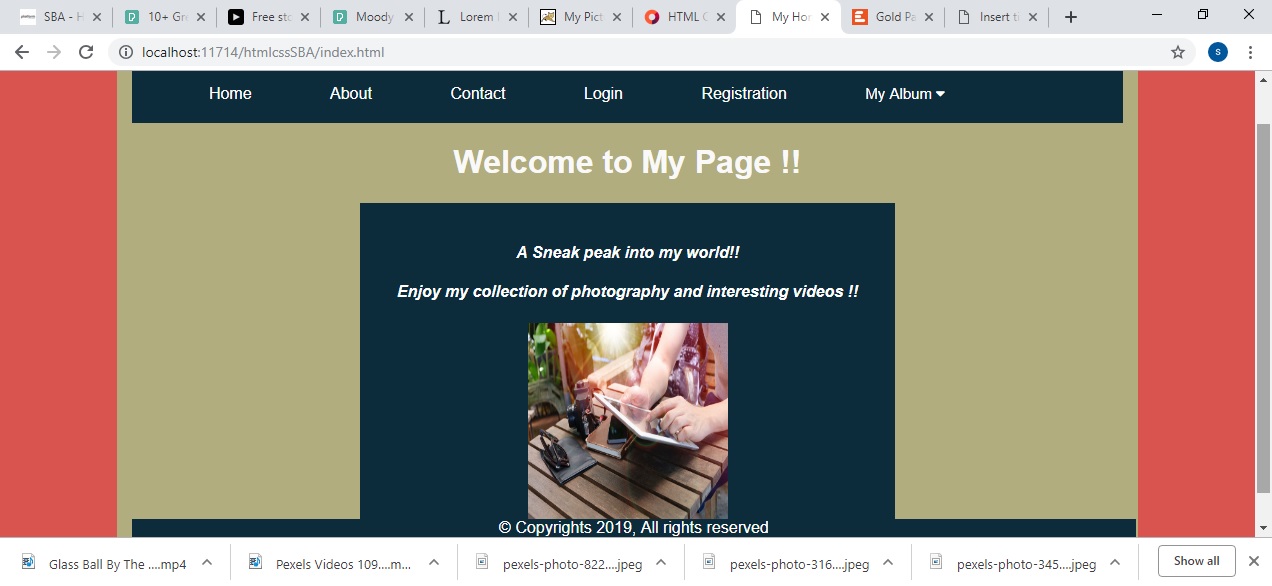 SBA - H
10+ Gre
Free sto
Moody
Lorem I
My Pict
HTML C
My Hom
Gold Pa
Insert ti
localhost:11714/htmlcssSBA/index.html
S
Home About Contact Login Registration My Album
Welcome to My Page !!
A Sneak peak into my world!!
Enjoy my collection of photography and interesting videos !!
© Copyrights 2019, All rights reserved
Glass Ball By The ....mp4
Pexels Videos 109....m...
pexels-photo-822....jpeg
pexels-photo-316....jpeg
pexels-photo-345....jpeg
Show all